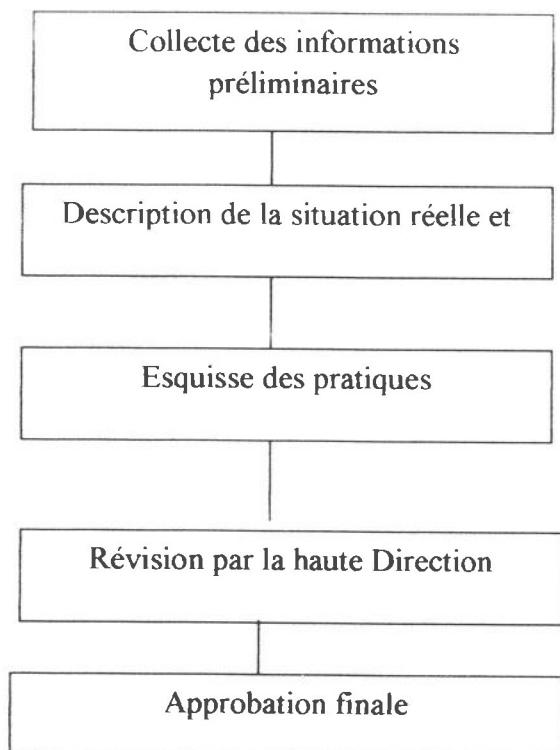 Collecte des informations
préliminaires
Description de la situation réelle et
Esquisse des pratiques
Révision par la haute Direction
Approbation finale